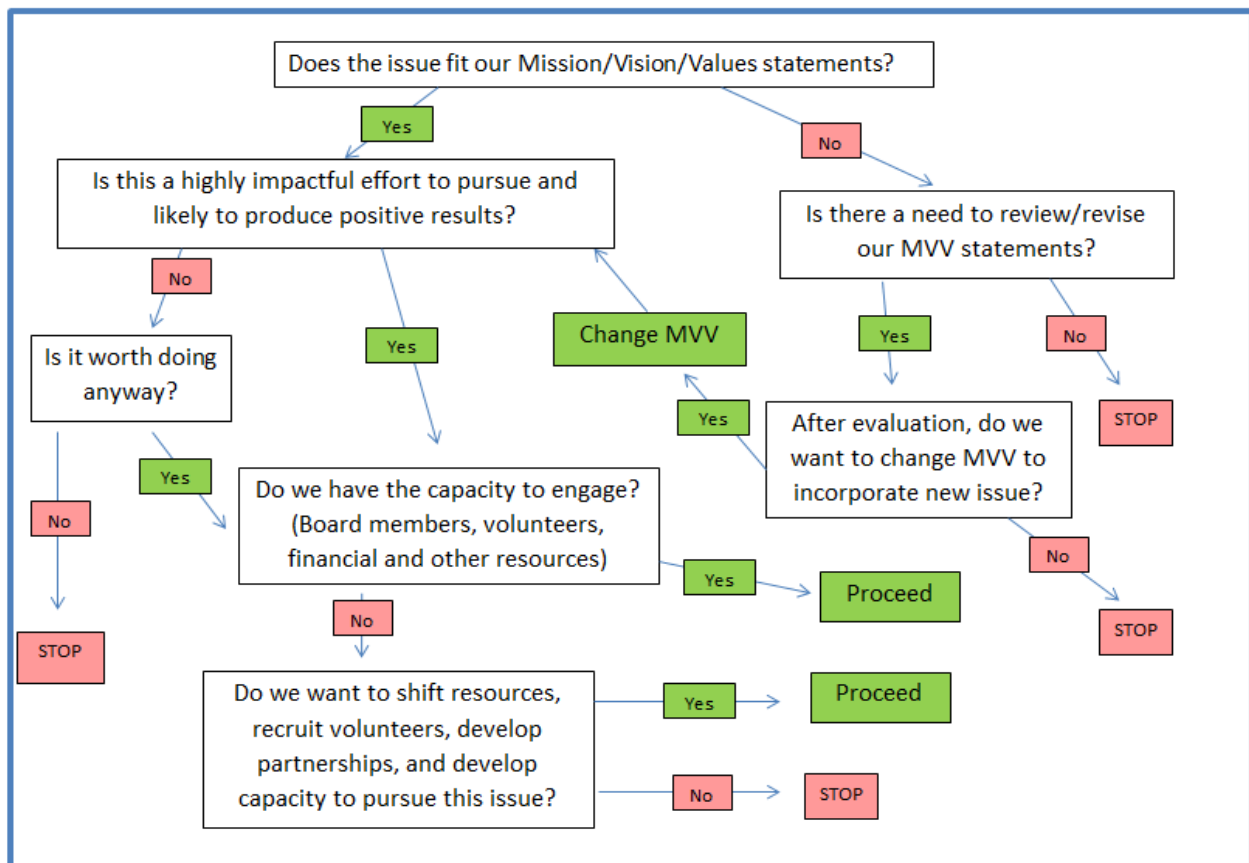 Does the issue fit our Mission/Vision/Values statements?
Yes
No
Is this a highly impactful effort to pursue and
likely to produce positive results?
Is there a need to review/revise
our MVV statements?
No
Yes
Change MVV
Yes
No
Is it worth doing
anyway?
Yes
STOP
After evaluation, do we
want to change MVV to
incorporate new issue?
Yes
No
Do we have the capacity to engage?
(Board members, volunteers,
financial and other resources)
Yes
Proceed
No
STOP
No
STOP
Do we want to shift resources,
recruit volunteers, develop
partnerships, and develop
capacity to pursue this issue?
Yes
Proceed
No
STOP